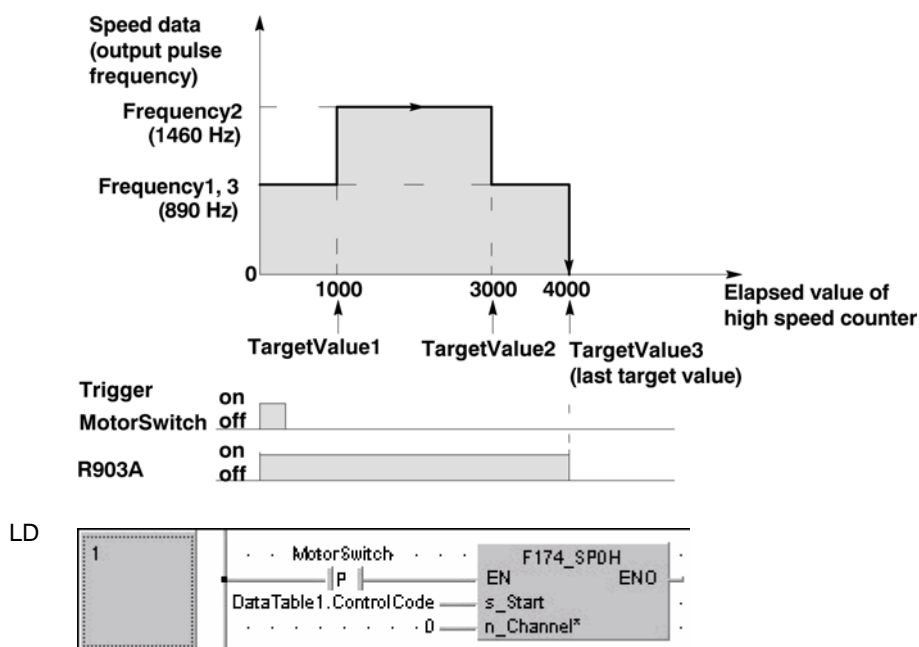 Speed data
(output pulse
frequency)
Frequency2
(1460 Hz)
Frequency1, 3
(890 Hz)
0
1000 3000 4000
Elapsed value of
high speed counter
TargetValue1 TargetValue2 TargetValue3
(last target value)
Trigger
MotorSwitch
on
off
R903A
on
off
LD
1
MotorSwitch
P
F174_SP0H
EN ENO
DataTable1.ControlCode s_Start
0 n_Channel*